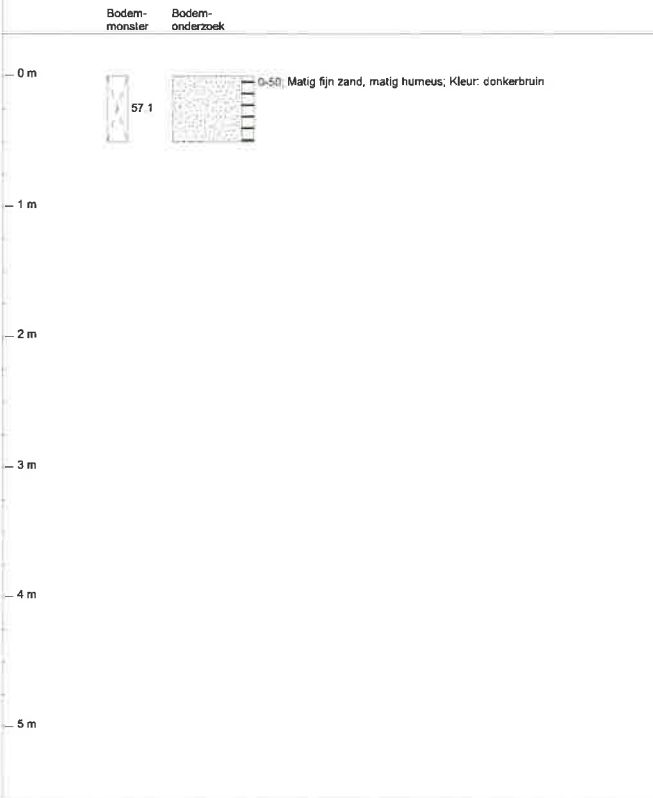 Bodem- Bodem-
monster onderzoek
0 m
0-50; Matig fijn zand, matig humeus; Kleur: donkerbruin
57.1
1 m
2 m
3 m
4 m
5 m